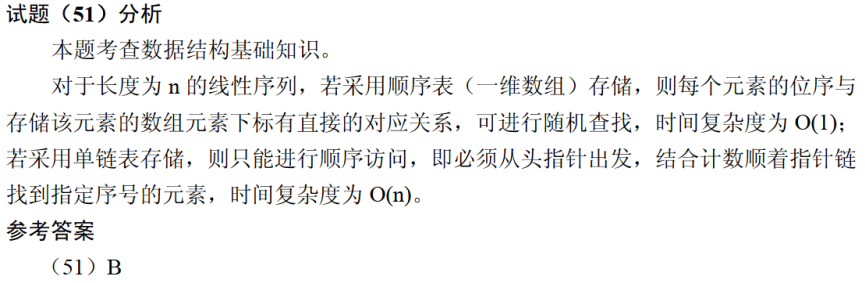 试题（51）分析
本题考查数据结构基础知识。
对于长度为 n 的线性序列，若采用顺序表（一维数组）存储，则每个元素的位序与
存储该元素的数组元素下标有直接的对应关系，可进行随机查找，时间复杂度为 O(1)；
若采用单链表存储，则只能进行顺序访问，即必须从头指针出发，结合计数顺着指针链
找到指定序号的元素，时间复杂度为 O(n)。
参考答案
（51）B